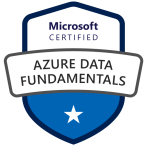 Microsoft
CERTIFIED
AZURE DATA
FUNDAMENTALS